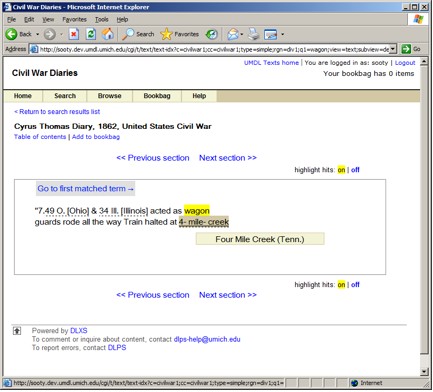 Civil War Diaries - Microsoft Internet Explorer
File Edit View Favorites Tools Help
Back Search Favorites
Address http://sooty.dev.umdl.umich.edu/cgi/t/text/text-idx?c=civilwar1;cc=civilwar1;type=simple;rgn=div1;q1=wagon;view=text;subview=de Go
UMDL Texts home | You are logged in as: sooty | Logout
Civil War Diaries
Your bookbag has 0 items
Home Search Browse Bookbag Help
< Return to search results list
Cyrus Thomas Diary, 1862, United States Civil War
Table of contents | Add to bookbag
<< Previous section Next section >>
highlight hits: on | off
Go to first matched term →
"7.49 O. [Ohio] & 34 Ill. [Illinois] acted as wagon
guards rode all the way Train halted at 4- mile- creek
Four Mile Creek (Tenn.)
highlight hits: on | off
<< Previous section Next section >>
Powered by DLXS
To comment or inquire about content, contact dlps-help@umich.edu
To report errors, contact DLPS
http://sooty.dev.umdl.umich.edu/cgi/t/text/text-idx?c=civilwar1;cc=civilwar1;type=simple;rgn=div1;q1= Internet